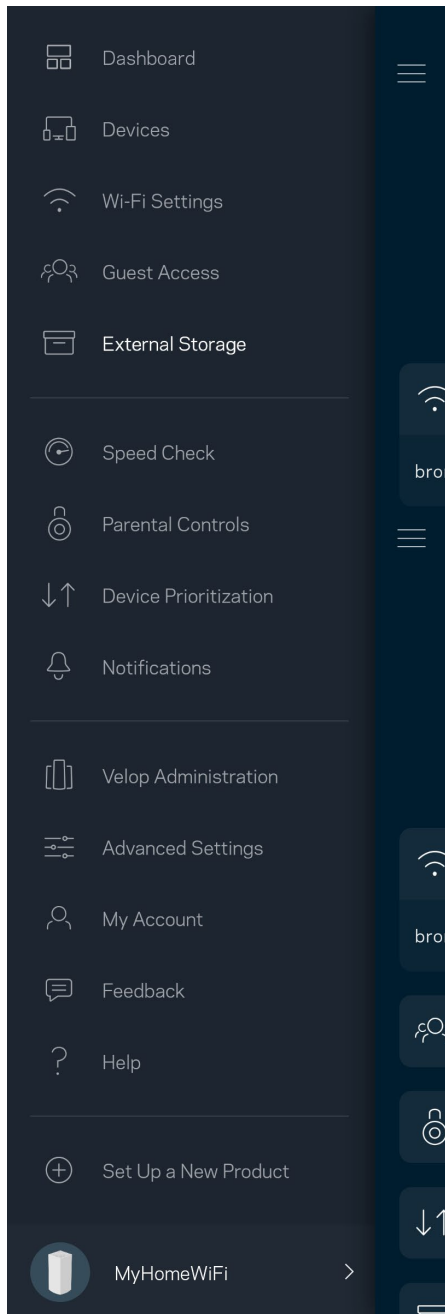 Dashboard
Devices
Wi-Fi Settings
Guest Access
External Storage
Speed Check
Parental Controls
Device Prioritization
Notifications
Velop Administration
Advanced Settings
My Account
Feedback
Help
Set Up a New Product
MyHomeWiFi